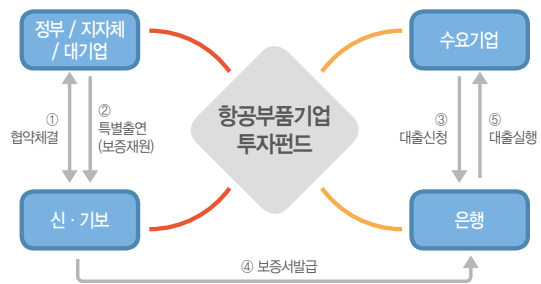 정부 / 지자체
/ 대기업
수요기업
항공부품기업
투자펀드
①
협약체결
②
특별출연
(보증재원)
③
대출신청
⑤
대출실행
신 · 기보
은행
④ 보증서발급